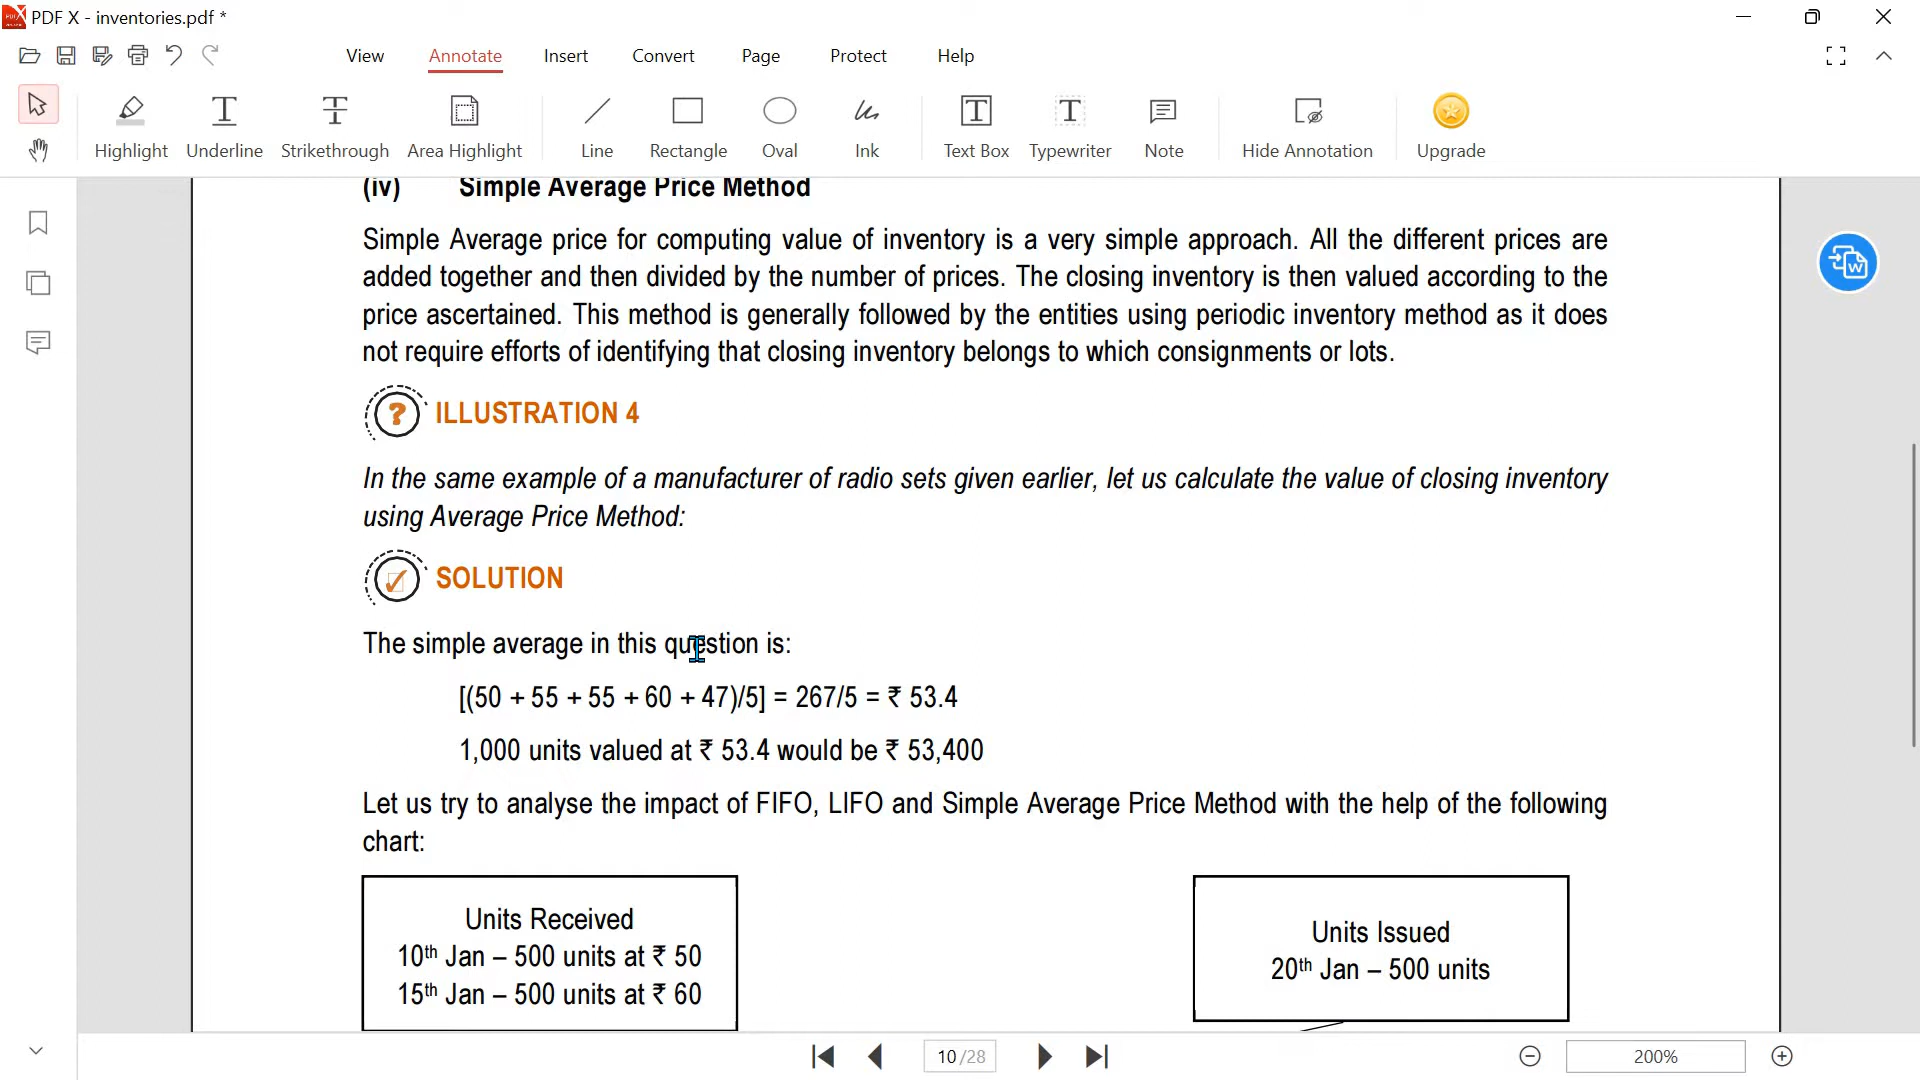 PDF X - inventories.pdf *
View Annotate Insert Convert Page Protect Help
Highlight Underline Strikethrough Area Highlight Line Rectangle Oval Ink Text Box Typewriter Note Hide Annotation Upgrade
(iv) Simple Average Price Method
Simple Average price for computing value of inventory is a very simple approach. All the different prices are
added together and then divided by the number of prices. The closing inventory is then valued according to the
price ascertained. This method is generally followed by the entities using periodic inventory method as it does
not require efforts of identifying that closing inventory belongs to which consignments or lots.
? ILLUSTRATION 4
In the same example of a manufacturer of radio sets given earlier, let us calculate the value of closing inventory
using Average Price Method:
SOLUTION
The simple average in this question is:
[(50 + 55 + 55 + 60 + 47)/5] = 267/5 = ₹ 53.4
1,000 units valued at ₹ 53.4 would be ₹ 53,400
Let us try to analyse the impact of FIFO, LIFO and Simple Average Price Method with the help of the following
chart:
Units Received
10th Jan – 500 units at ₹ 50
15th Jan – 500 units at ₹ 60
Units Issued
20th Jan – 500 units
10 /28
200%